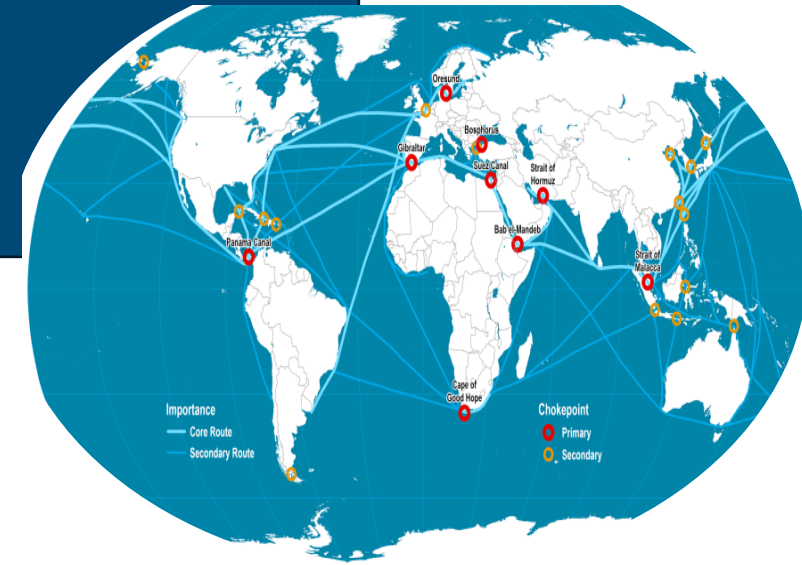 Oresund
Bosphorus
Gibraltar
Suez Canal
Strait of
Hormuz
Bab el-Mandeb
Panama Canal
Strait of
Malacca
Cape of
Good Hope
Importance
Core Route
Secondary Route
Chokepoint
Primary
Secondary